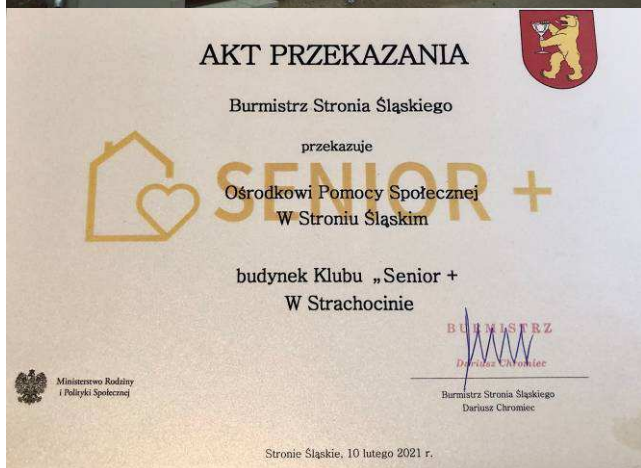 AKT PRZEKAZANIA
Burmistrz Stronia Śląskiego
przekazuje
SENIOR +
Ośrodkowi Pomocy Społecznej
W Stroniu Śląskim
budynek Klubu „Senior +
W Strachocinie
BURMISTRZ
Dariusz Chromiec
Ministerstwo Rodziny
i Polityki Społecznej
Burmistrz Stronia Śląskiego
Dariusz Chromiec
Stronie Śląskie, 10 lutego 2021 r.